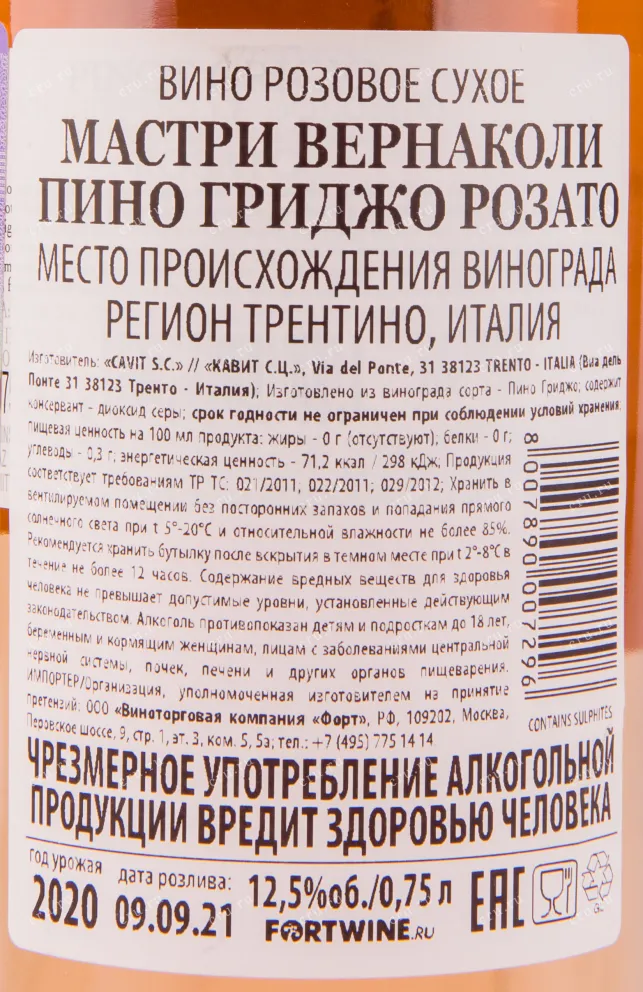 ВИНО РОЗОВОЕ СУХОЕ
МАСТРИ ВЕРНАКОЛИ
ПИНО ГРИДЖО РОЗАТО
МЕСТО ПРОИСХОЖДЕНИЯ ВИНОГРАДА
РЕГИОН ТРЕНТИНО, ИТАЛИЯ
Изготовитель: «CAVIT S.C.» // «КАВИТ С.Ц.», Via del Ponte, 31 38123 TRENTO - ITALIA (Виа дель
Понте 31 38123 Тренто - Италия); Изготовлено из винограда сорта - Пино Гриджо; содержит
консервант - диоксид серы; срок годности не ограничен при соблюдении условий хранения;
пищевая ценность на 100 мл продукта: жиры - 0 г (отсутствуют); белки - 0 г;
углеводы - 0,3 г; энергетическая ценность - 71,2 ккал / 298 кДж; Продукция
соответствует требованиям ТР ТС: 021/2011, 022/2011; 029/2012; Хранить в
вентилируемом помещении без посторонних запахов и попадания прямого
солнечного света при t 5°-20°C и относительной влажности не более 85%.
Рекомендуется хранить бутылку после вскрытия в темном месте при t 2°-8°C в
течение не более 12 часов. Содержание вредных веществ для здоровья
человека не превышает допустимые уровни, установленные действующим
законодательством. Алкоголь противопоказан детям и подросткам до 18 лет,
беременным и кормящим женщинам, лицам с заболеваниями центральной
нервной системы, почек, печени и других органов пищеварения.
ИМПОРТЕР/Организация, уполномоченная изготовителем на принятие
претензий: ООО «Виноторговая компания «Форт», РФ, 109202, Москва,
Перовское шоссе, 9, стр. 1, эт. 3, ком. 5, 5а; тел.: +7 (495) 775 14 14
8 007890 007296
CONTAINS SULPHITES
ЧРЕЗМЕРНОЕ УПОТРЕБЛЕНИЕ АЛКОГОЛЬНОЙ
ПРОДУКЦИИ ВРЕДИТ ЗДОРОВЬЮ ЧЕЛОВЕКА
год урожая дата розлива:
2020 09.09.21 12,5%об./0,75 л EAC
FORTWINE.RU